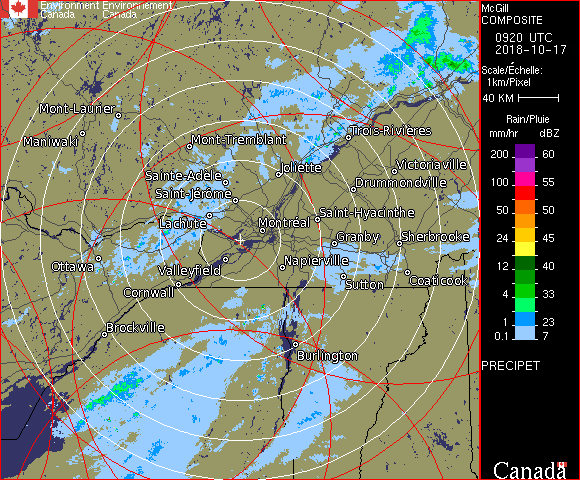 Environment Environnement
Canada Canada
McGill
COMPOSITE
0920 UTC
2018-10-17
Scale/Échelle:
1km/Pixel
40 KM
Rain/Pluie
mm/hr dBZ
200 60
100 55
50 50
24 45
12 40
4 33
1 23
0.1 7
PRECIPET
Canada
Mont-Laurier
Maniwaki
Mont-Tremblant
Trois-Rivières
Sainte-Adèle
Joliette
Victoriaville
Saint-Jérôme
Drummondville
Lachute
Montréal
Saint-Hyacinthe
Granby
Sherbrooke
Ottawa
Valleyfield
Napierville
Cornwall
Sutton
Coaticook
Brockville
Burlington